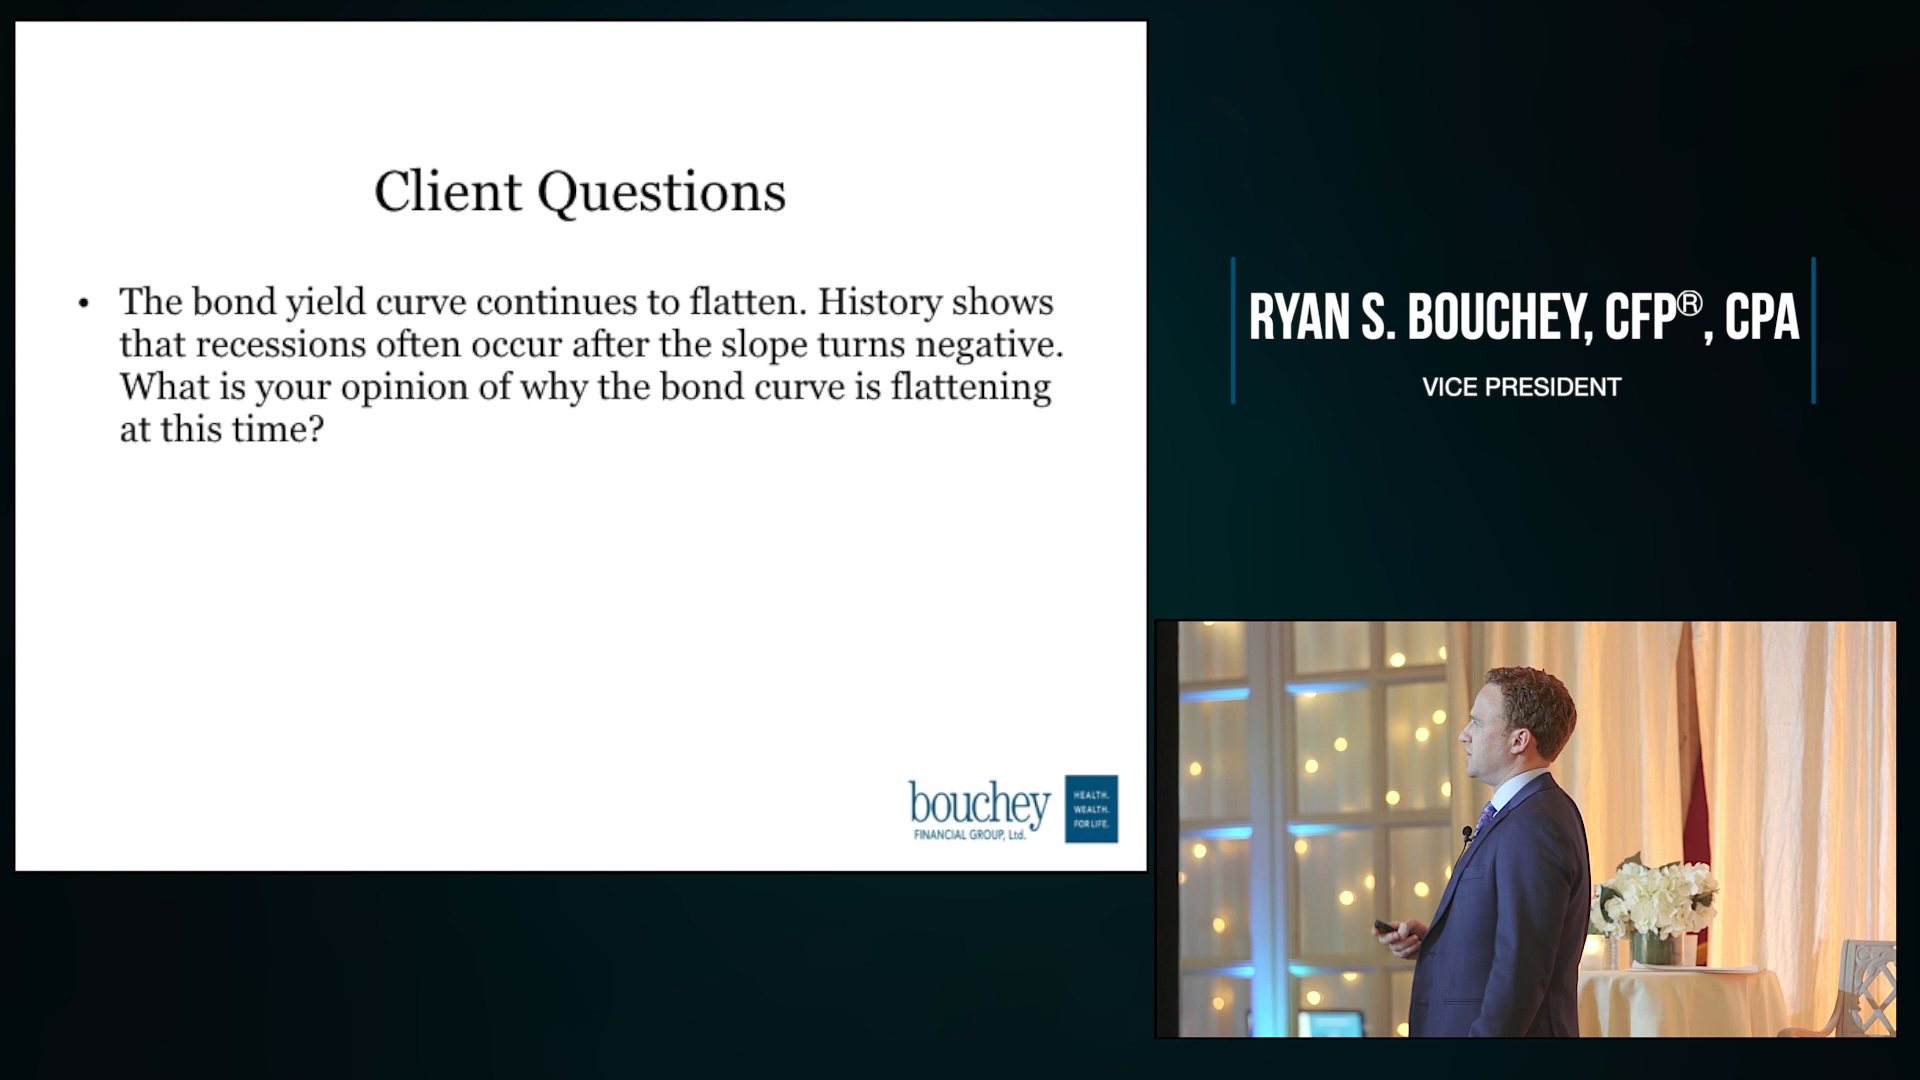 Client Questions
• The bond yield curve continues to flatten. History shows
that recessions often occur after the slope turns negative.
What is your opinion of why the bond curve is flattening
at this time?
bouchey
FINANCIAL GROUP, Ltd.
HEALTH.
WEALTH.
FOR LIFE.
RYAN S. BOUCHEY, CFP®, CPA
VICE PRESIDENT